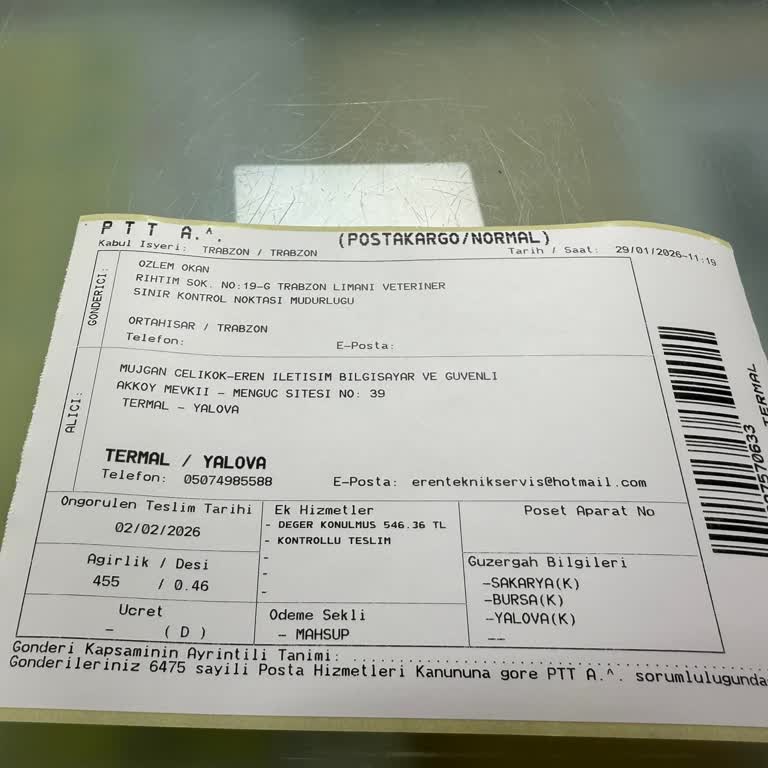 PTT A.^.
(POSTAKARGO/NORMAL)
Kabul Isyeri: TRABZON / TRABZON
Tarih / Saat: 29/01/2026-11:19
GONDERICI:
OZLEM OKAN
RIHTIM SOK. NO:19-G TRABZON LIMANI VETERINER
SINIR KONTROL NOKTASI MUDURLUGU
ORTAHISAR / TRABZON
Telefon: E-Posta:
ALICI:
MUJGAN CELIKOK-EREN ILETISIM BILGISAYAR VE GUVENLI
AKKOY MEVKII - MENGUC SITESI NO: 39
TERMAL - YALOVA
TERMAL / YALOVA
Telefon: 05074985588 E-Posta: erenteknikservis@hotmail.com
Ongorulen Teslim Tarihi
02/02/2026
Agirlik / Desi
455 / 0.46
Ucret
- ( D )
Ek Hizmetler
- DEGER KONULMUS 546.36 TL
- KONTROLLU TESLIM
-
-
Odeme Sekli
- MAHSUP
Poset Aparat No
Guzergah Bilgileri
-SAKARYA(K)
-BURSA(K)
-YALOVA(K)
--
Gonderi Kapsaminin Ayrintili Tanimi:
Gonderileriniz 6475 sayili Posta Hizmetleri Kanununa gore PTT A.^. sorumlulugunda
TERMAL